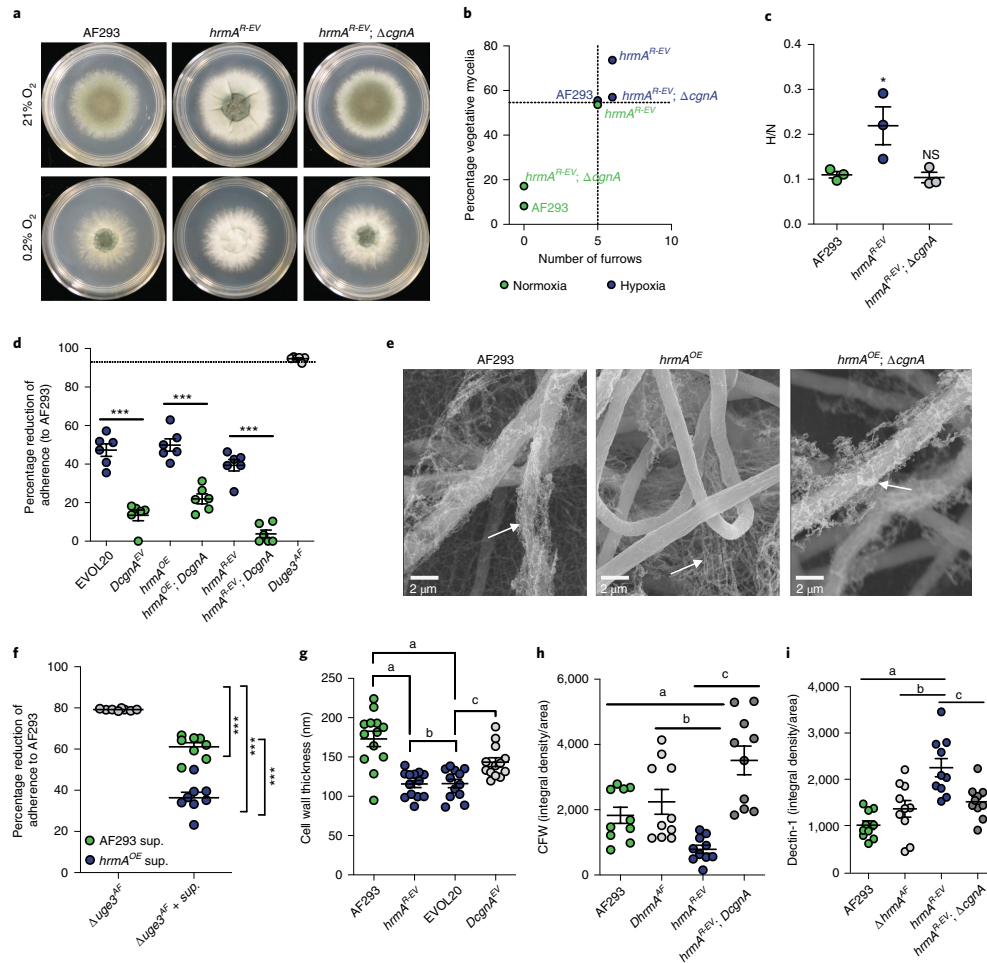 a
AF293
hrmA^R-EV
hrmA^R-EV; ΔcgnA
21% O₂
0.2% O₂
b
Percentage vegetative mycelia
80
60
40
20
0
hrmA^R-EV
AF293
hrmA^R-EV; ΔcgnA
hrmA^R-EV
hrmA^R-EV; ΔcgnA
AF293
0
5
10
Number of furrows
Normoxia
Hypoxia
c
H/N
0.4
0.3
0.2
0.1
0.0
*
NS
AF293
hrmA^R-EV
hrmA^R-EV; ΔcgnA
d
Percentage reduction of
adherence (to AF293)
100
80
60
40
20
0
***
***
***
EVOL20
DcgnA^EV
hrmA^OE
hrmA^OE; DcgnA
hrmA^R-EV
hrmA^R-EV; DcgnA
Duge3^AF
e
AF293
hrmA^OE
hrmA^OE; ΔcgnA
2 μm
2 μm
2 μm
f
Percentage reduction of
adherence to AF293
100
80
60
40
20
0
***
***
***
AF293 sup.
hrmA^OE sup.
Δuge3^AF
Δuge3^AF + sup.
g
Cell wall thickness (nm)
250
200
150
100
50
0
a
a
b
c
AF293
hrmA^R-EV
EVOL20
DcgnA^EV
h
CFW (integral density/area)
6,000
4,000
2,000
0
c
a
b
AF293
DhrmA^AF
hrmA^R-EV
hrmA^R-EV; DcgnA
i
Dectin-1 (integral density/area)
4,000
3,000
2,000
1,000
0
a
b
c
AF293
ΔhrmA^AF
hrmA^R-EV
hrmA^R-EV; ΔcgnA